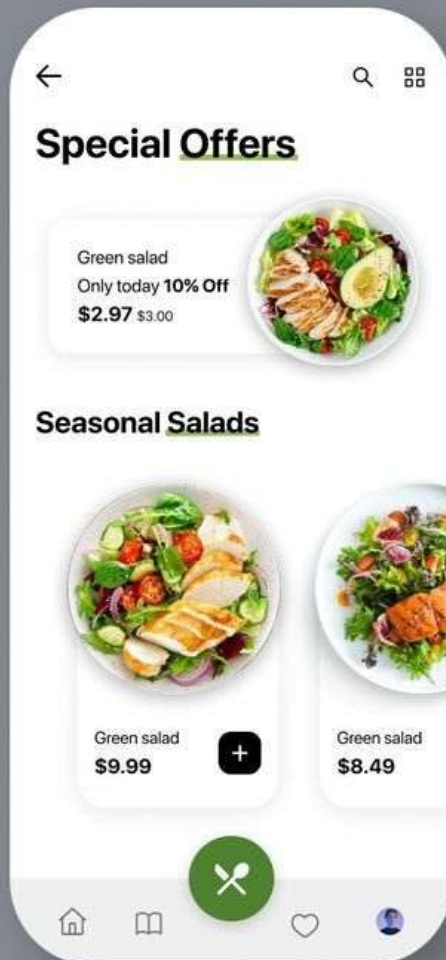 Special Offers
Green salad
Only today 10% Off
$2.97 $3.00
Seasonal Salads
Green salad
$9.99
Green salad
$8.49